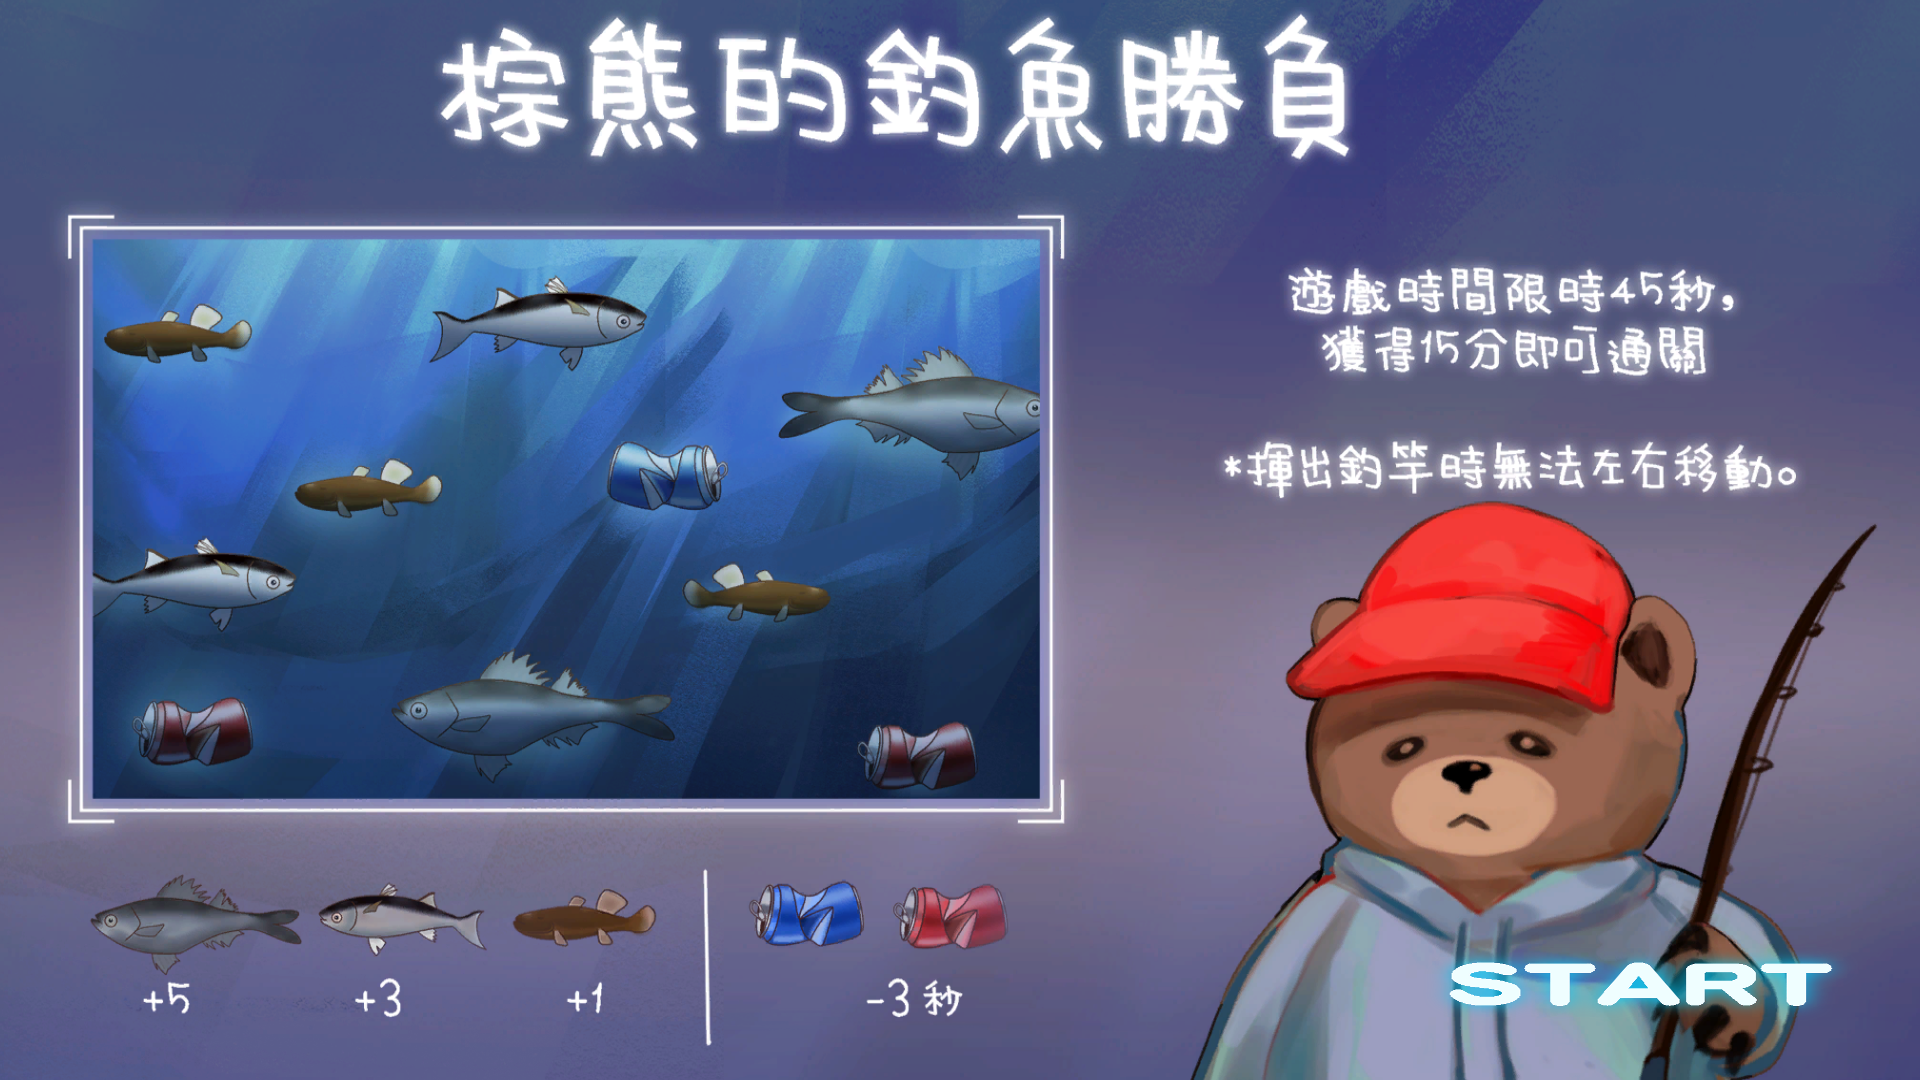 棕熊的釣魚勝負
遊戲時間限時45秒,
獲得15分即可通關
*揮出釣竿時無法左右移動。
+5
+3
+1
-3秒
START